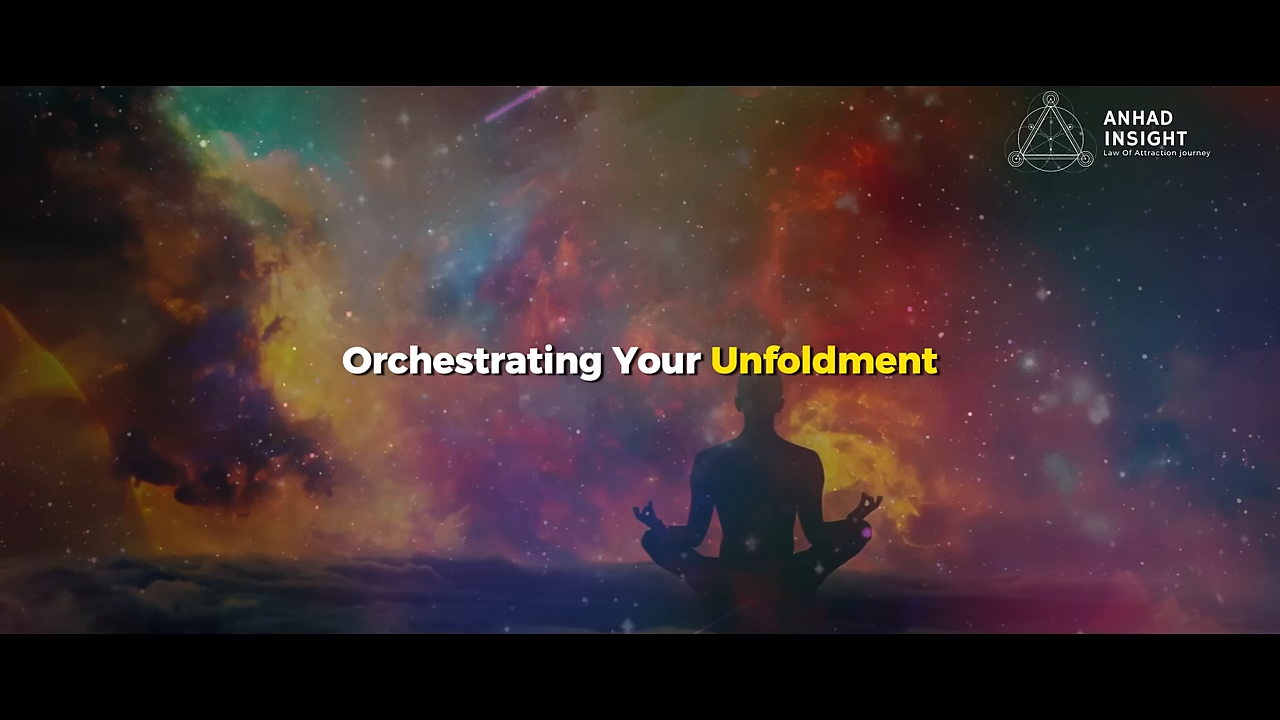 ANHAD
INSIGHT
Law Of Attraction journey
Orchestrating Your Unfoldment